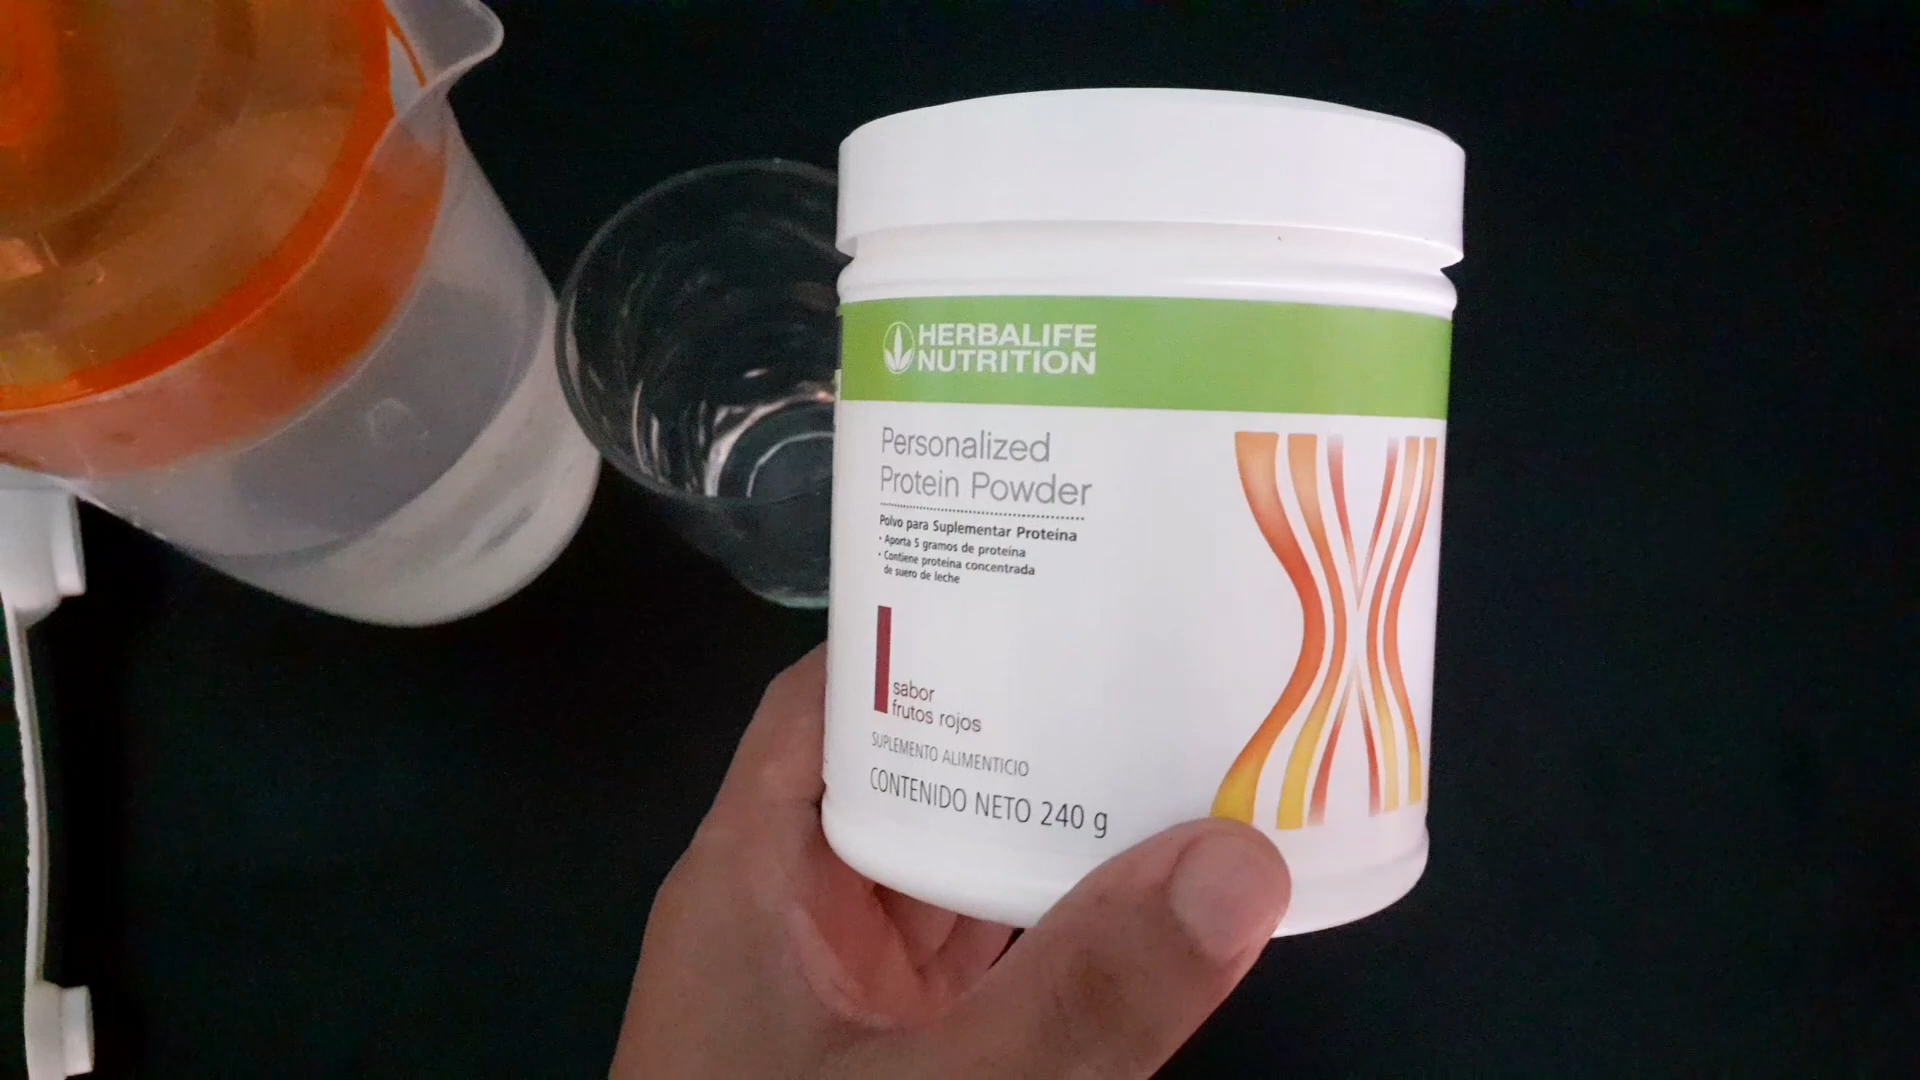 HERBALIFE
NUTRITION
Personalized
Protein Powder
Polvo para Suplementar Proteína
• Aporta 5 gramos de proteína
• Contiene proteína concentrada
de suero de leche
sabor
frutos rojos
SUPLEMENTO ALIMENTICIO
CONTENIDO NETO 240 g